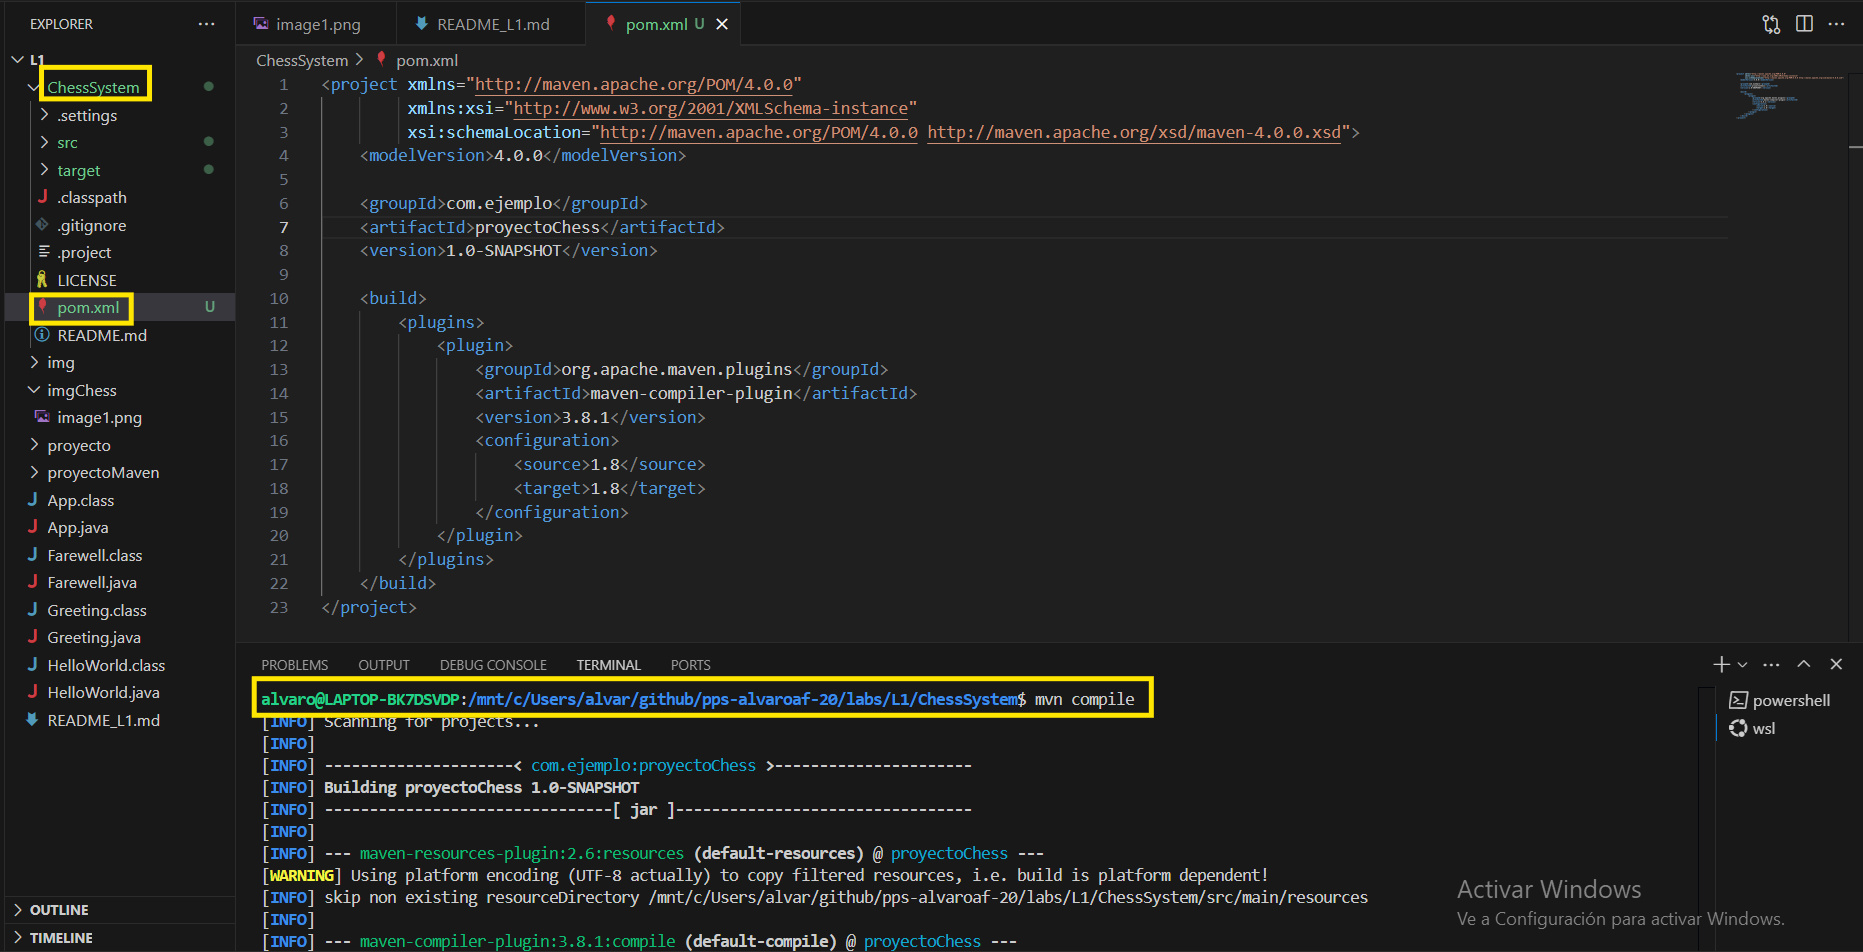 EXPLORER
L1
ChessSystem
.settings
src
target
.classpath
.gitignore
.project
LICENSE
pom.xml U
README.md
img
imgChess
image1.png
proyecto
proyectoMaven
App.class
App.java
Farewell.class
Farewell.java
Greeting.class
Greeting.java
HelloWorld.class
HelloWorld.java
README_L1.md
OUTLINE
TIMELINE
image1.png README_L1.md pom.xml U
ChessSystem > pom.xml
1 <project xmlns="http://maven.apache.org/POM/4.0.0"
2 xmlns:xsi="http://www.w3.org/2001/XMLSchema-instance"
3 xsi:schemaLocation="http://maven.apache.org/POM/4.0.0 http://maven.apache.org/xsd/maven-4.0.0.xsd">
4 <modelVersion>4.0.0</modelVersion>
5
6 <groupId>com.ejemplo</groupId>
7 <artifactId>proyectoChess</artifactId>
8 <version>1.0-SNAPSHOT</version>
9
10 <build>
11 <plugins>
12 <plugin>
13 <groupId>org.apache.maven.plugins</groupId>
14 <artifactId>maven-compiler-plugin</artifactId>
15 <version>3.8.1</version>
16 <configuration>
17 <source>1.8</source>
18 <target>1.8</target>
19 </configuration>
20 </plugin>
21 </plugins>
22 </build>
23 </project>
PROBLEMS OUTPUT DEBUG CONSOLE TERMINAL PORTS
alvaro@LAPTOP-BK7DSVDP:/mnt/c/Users/alvar/github/pps-alvaroaf-20/labs/L1/ChessSystem$ mvn compile
[INFO] Scanning for projects...
[INFO]
[INFO] ---------------------< com.ejemplo:proyectoChess >----------------------
[INFO] Building proyectoChess 1.0-SNAPSHOT
[INFO] --------------------------------[ jar ]---------------------------------
[INFO]
[INFO] --- maven-resources-plugin:2.6:resources (default-resources) @ proyectoChess ---
[WARNING] Using platform encoding (UTF-8 actually) to copy filtered resources, i.e. build is platform dependent!
[INFO] skip non existing resourceDirectory /mnt/c/Users/alvar/github/pps-alvaroaf-20/labs/L1/ChessSystem/src/main/resources
[INFO]
[INFO] --- maven-compiler-plugin:3.8.1:compile (default-compile) @ proyectoChess ---
powershell
wsl
Activar Windows
Ve a Configuración para activar Windows.